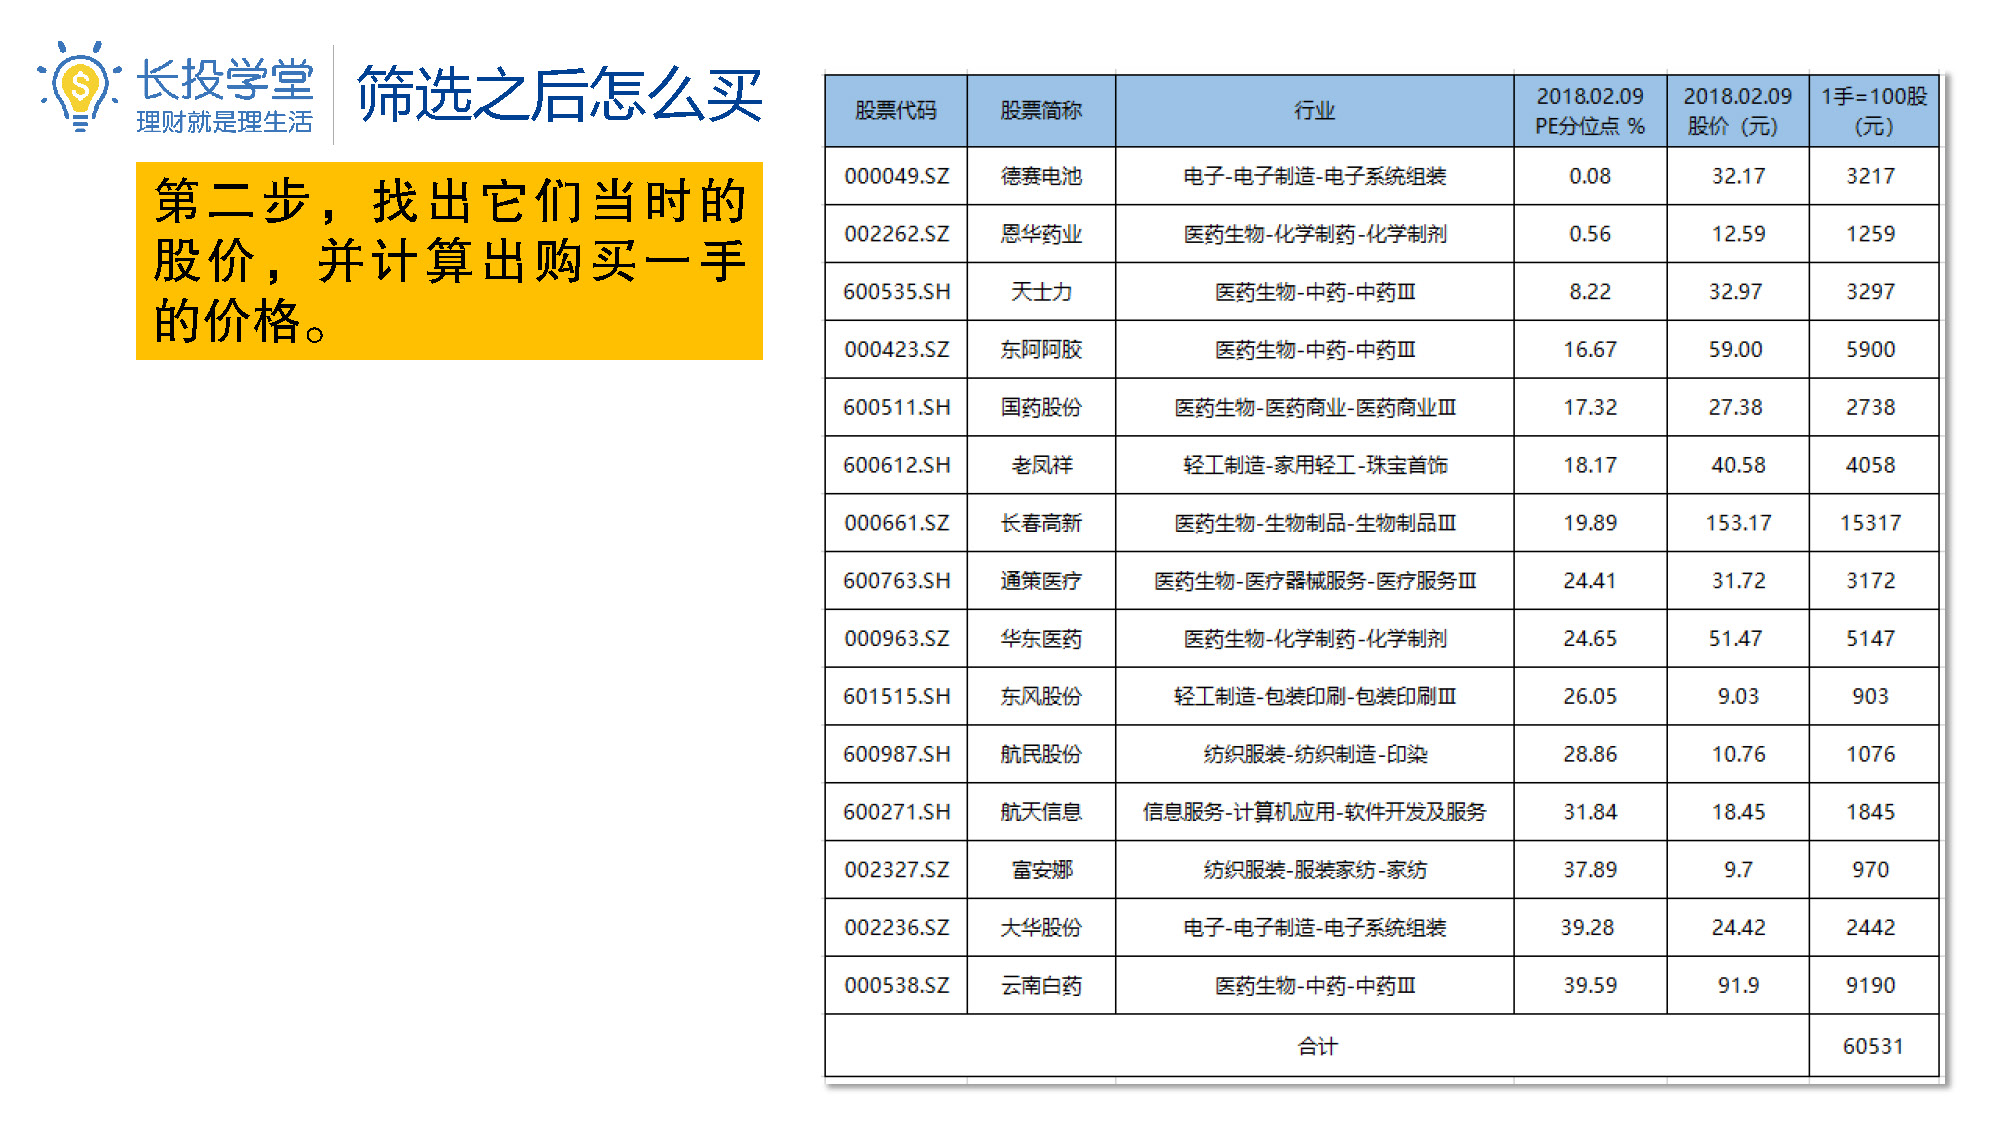 长投学堂
理财就是理生活
筛选之后怎么买
第二步，找出它们当时的
股价，并计算出购买一手
的价格。
股票代码 股票简称 行业 2018.02.09 PE分位点 % 2018.02.09 股价（元） 1手=100股（元）
000049.SZ 德赛电池 电子-电子制造-电子系统组装 0.08 32.17 3217
002262.SZ 恩华药业 医药生物-化学制药-化学制剂 0.56 12.59 1259
600535.SH 天士力 医药生物-中药-中药Ⅲ 8.22 32.97 3297
000423.SZ 东阿阿胶 医药生物-中药-中药Ⅲ 16.67 59.00 5900
600511.SH 国药股份 医药生物-医药商业-医药商业Ⅲ 17.32 27.38 2738
600612.SH 老凤祥 轻工制造-家用轻工-珠宝首饰 18.17 40.58 4058
000661.SZ 长春高新 医药生物-生物制品-生物制品Ⅲ 19.89 153.17 15317
600763.SH 通策医疗 医药生物-医疗器械服务-医疗服务Ⅲ 24.41 31.72 3172
000963.SZ 华东医药 医药生物-化学制药-化学制剂 24.65 51.47 5147
601515.SH 东风股份 轻工制造-包装印刷-包装印刷Ⅲ 26.05 9.03 903
600987.SH 航民股份 纺织服装-纺织制造-印染 28.86 10.76 1076
600271.SH 航天信息 信息服务-计算机应用-软件开发及服务 31.84 18.45 1845
002327.SZ 富安娜 纺织服装-服装家纺-家纺 37.89 9.7 970
002236.SZ 大华股份 电子-电子制造-电子系统组装 39.28 24.42 2442
000538.SZ 云南白药 医药生物-中药-中药Ⅲ 39.59 91.9 9190
合计 60531